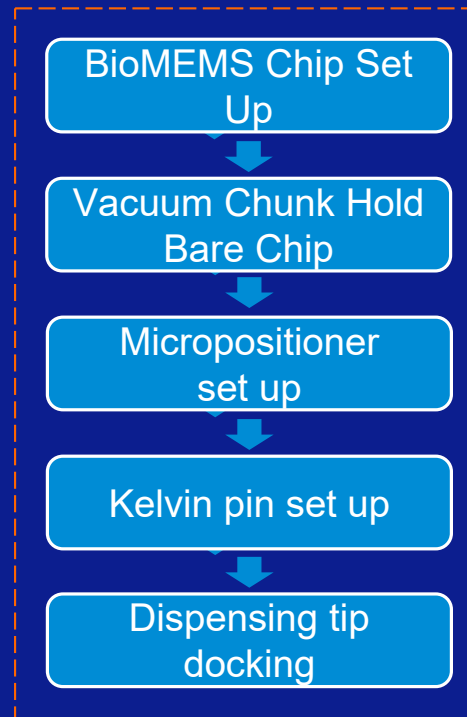 BioMEMS Chip Set
Up
Vacuum Chunk Hold
Bare Chip
Micropositioner
set up
Kelvin pin set up
Dispensing tip
docking